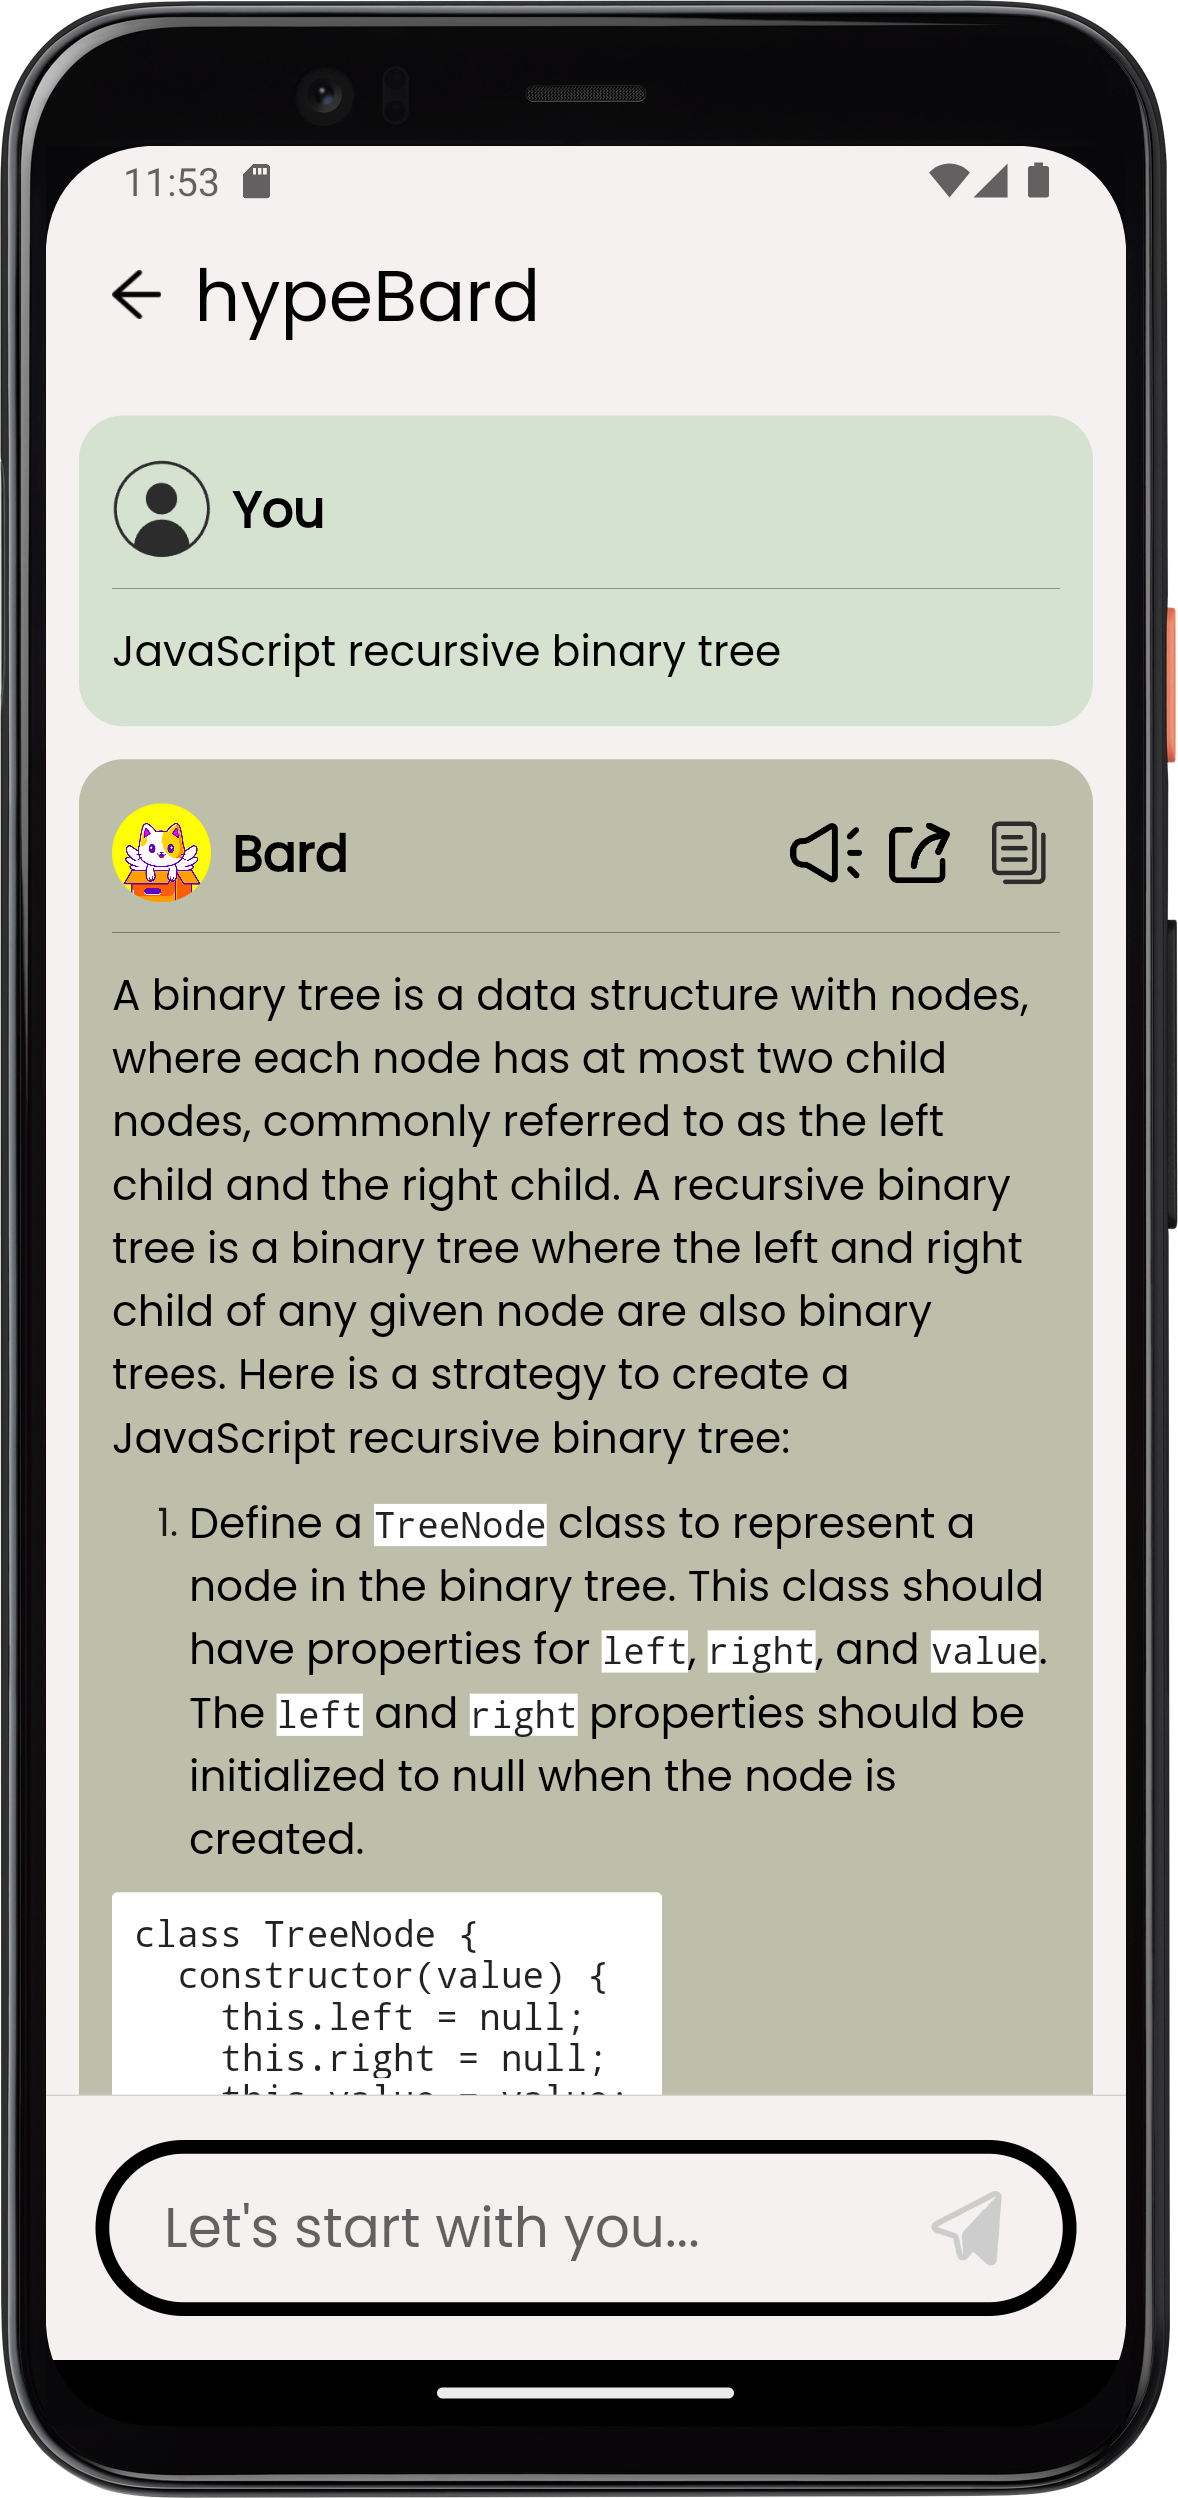 11:53
hypeBard
You
JavaScript recursive binary tree
Bard
A binary tree is a data structure with nodes,
where each node has at most two child
nodes, commonly referred to as the left
child and the right child. A recursive binary
tree is a binary tree where the left and right
child of any given node are also binary
trees. Here is a strategy to create a
JavaScript recursive binary tree:
1. Define a TreeNode class to represent a
node in the binary tree. This class should
have properties for left, right, and value.
The left and right properties should be
initialized to null when the node is
created.
class TreeNode {
  constructor(value) {
    this.left = null;
    this.right = null;
    this.value = value;
Let's start with you...